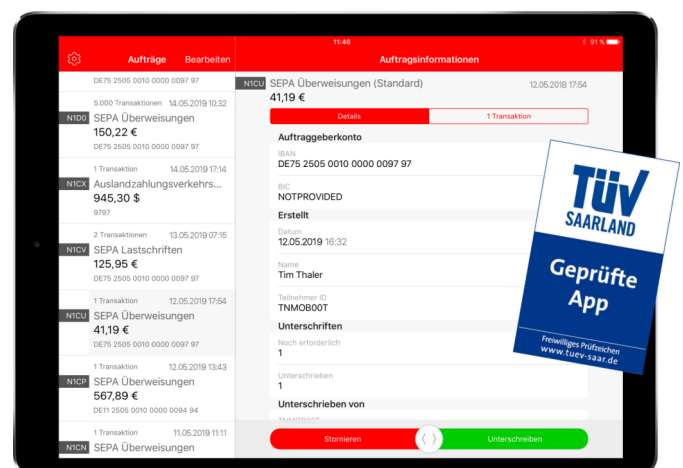 11:46
91 %
Aufträge
Bearbeiten
Auftragsinformationen
DE75 2505 0010 0000 0097 97
5.000 Transaktionen 14.05.2019 10:32
N1D0 SEPA Überweisungen
150,22 €
DE75 2505 0010 0000 0097 97
1 Transaktion 14.05.2019 17:14
N1CX Auslandzahlungsverkehrs...
945,30 $
9797
2 Transaktionen 13.05.2019 07:15
N1CV SEPA Lastschriften
125,95 €
DE75 2505 0010 0000 0097 97
1 Transaktion 12.05.2019 17:54
N1CU SEPA Überweisungen
41,19 €
DE75 2505 0010 0000 0097 97
1 Transaktion 12.05.2019 13:43
N1CP SEPA Überweisungen
567,89 €
DE11 2505 0010 0000 0094 94
1 Transaktion 11.05.2019 11:11
N1CN SEPA Überweisungen
N1CU SEPA Überweisungen (Standard) 12.05.2018 17:54
41,19 €
Details
1 Transaktion
Auftraggeberkonto
IBAN
DE75 2505 0010 0000 0097 97
BIC
NOTPROVIDED
Erstellt
Datum
12.05.2019 16:32
Name
Tim Thaler
Teilnehmer ID
TNMOB00T
Unterschriften
Noch erforderlich
1
Unterschrieben
1
Unterschrieben von
TNMOB00T
Stornieren
Unterschreiben
TÜV
SAARLAND
Geprüfte
App
Freiwilliges Prüfzeichen
www.tuev-saar.de